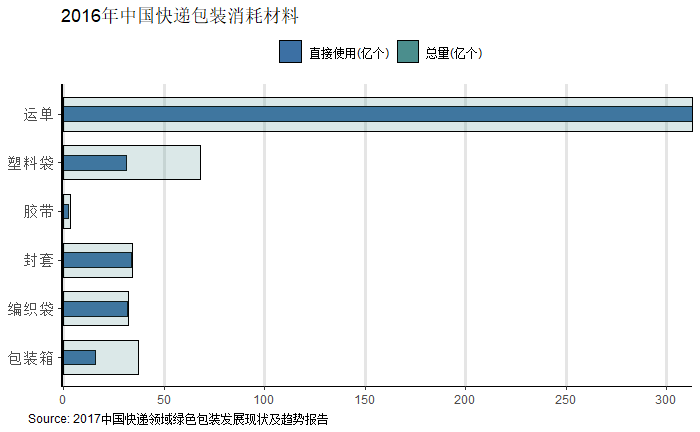 2016年中国快递包装消耗材料
直接使用(亿个) 总量(亿个)
运单
塑料袋
胶带
封套
编织袋
包装箱
0 50 100 150 200 250 300
Source: 2017中国快递领域绿色包装发展现状及趋势报告